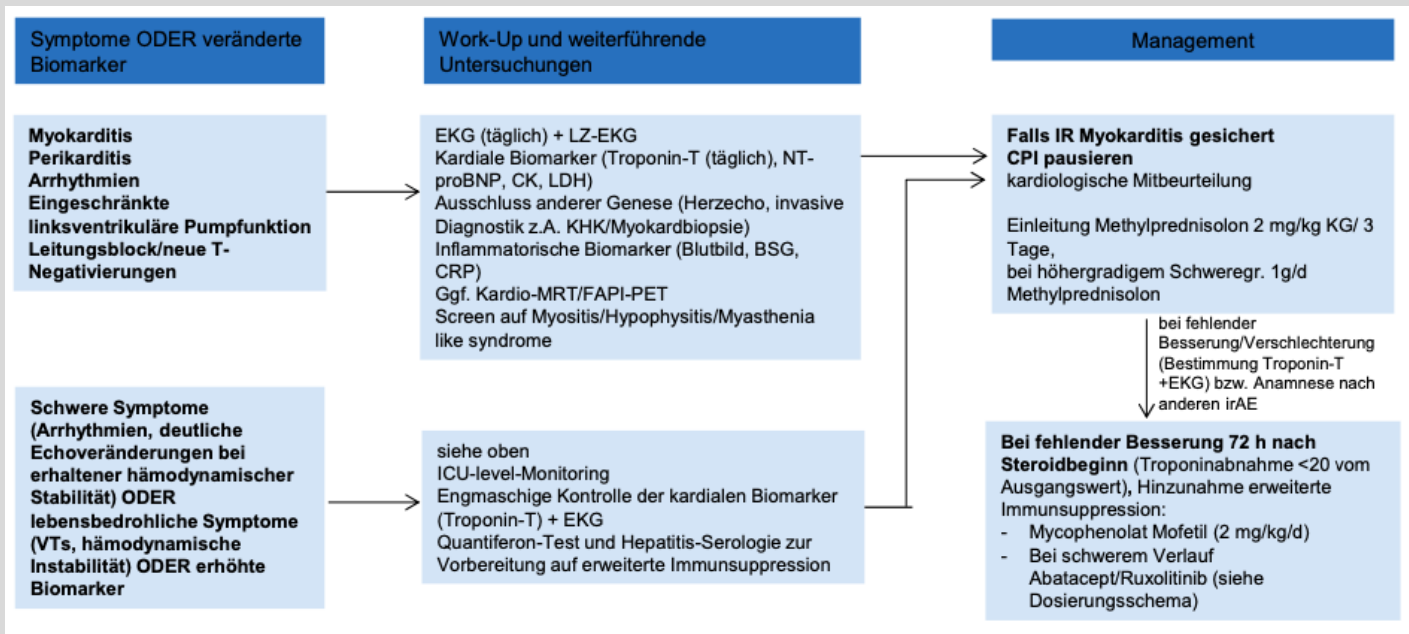 Symptome ODER veränderte
Biomarker
Work-Up und weiterführende
Untersuchungen
Management
Myokarditis
Perikarditis
Arrhythmien
Eingeschränkte
linksventrikuläre Pumpfunktion
Leitungsblock/neue T-
Negativierungen
EKG (täglich) + LZ-EKG
Kardiale Biomarker (Troponin-T (täglich), NT-
proBNP, CK, LDH)
Ausschluss anderer Genese (Herzecho, invasive
Diagnostik z.A. KHK/Myokardbiopsie)
Inflammatorische Biomarker (Blutbild, BSG,
CRP)
Ggf. Kardio-MRT/FAPI-PET
Screen auf Myositis/Hypophysitis/Myasthenia
like syndrome
Falls IR Myokarditis gesichert
CPI pausieren
kardiologische Mitbeurteilung
Einleitung Methylprednisolon 2 mg/kg KG/ 3
Tage,
bei höhergradigem Schweregr. 1g/d
Methylprednisolon
bei fehlender
Besserung/Verschlechterung
(Bestimmung Troponin-T
+EKG) bzw. Anamnese nach
anderen irAE
Schwere Symptome
(Arrhythmien, deutliche
Echoveränderungen bei
erhaltener hämodynamischer
Stabilität) ODER
lebensbedrohliche Symptome
(VTs, hämodynamische
Instabilität) ODER erhöhte
Biomarker
siehe oben
ICU-level-Monitoring
Engmaschige Kontrolle der kardialen Biomarker
(Troponin-T) + EKG
Quantiferon-Test und Hepatitis-Serologie zur
Vorbereitung auf erweiterte Immunsuppression
Bei fehlender Besserung 72 h nach
Steroidbeginn (Troponinabnahme <20 vom
Ausgangswert), Hinzunahme erweiterte
Immunsuppression:
- Mycophenolat Mofetil (2 mg/kg/d)
- Bei schwerem Verlauf
Abatacept/Ruxolitinib (siehe
Dosierungsschema)